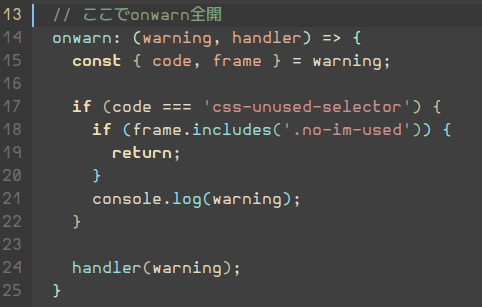 13 // ここでonwarn全開
14 onwarn: (warning, handler) => {
15 const { code, frame } = warning;
16
17 if (code === 'css-unused-selector') {
18 if (frame.includes('.no-im-used')) {
19 return;
20 }
21 console.log(warning);
22 }
23
24 handler(warning);
25 }